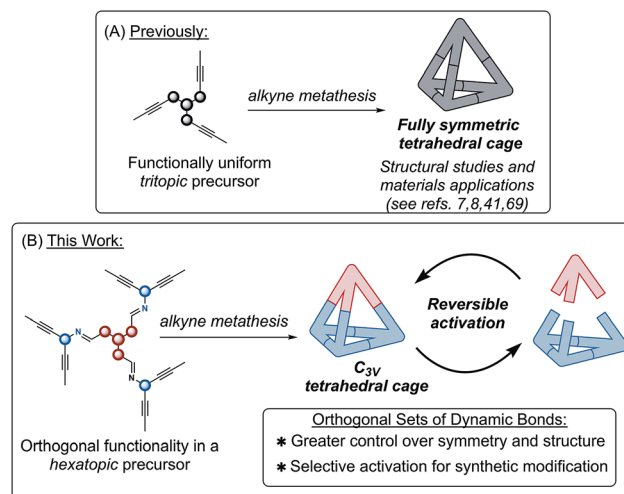 (A) Previously:
alkyne metathesis
Functionally uniform
tritopic precursor
Fully symmetric
tetrahedral cage
Structural studies and
materials applications
(see refs. 7,8,41,69)
(B) This Work:
N
N
N
alkyne metathesis
Orthogonal functionality in a
hexatopic precursor
C3V
tetrahedral cage
Reversible
activation
Orthogonal Sets of Dynamic Bonds:
✱ Greater control over symmetry and structure
✱ Selective activation for synthetic modification